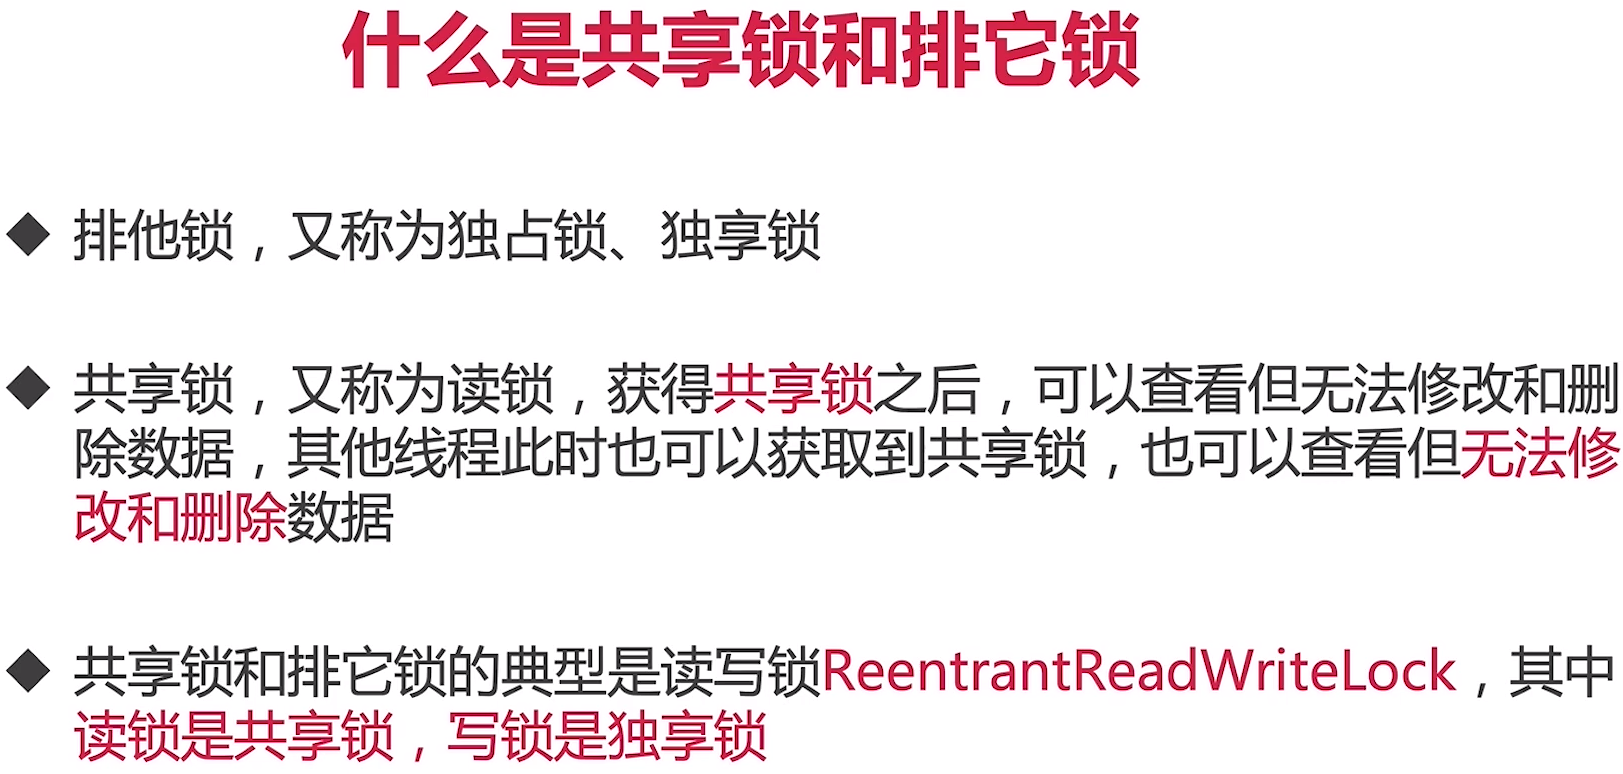 什么是共享锁和排它锁
◆ 排他锁，又称为独占锁、独享锁
◆ 共享锁，又称为读锁，获得共享锁之后，可以查看但无法修改和删
除数据，其他线程此时也可以获取到共享锁，也可以查看但无法修
改和删除数据
◆ 共享锁和排它锁的典型是读写锁ReentrantReadWriteLock，其中
读锁是共享锁，写锁是独享锁